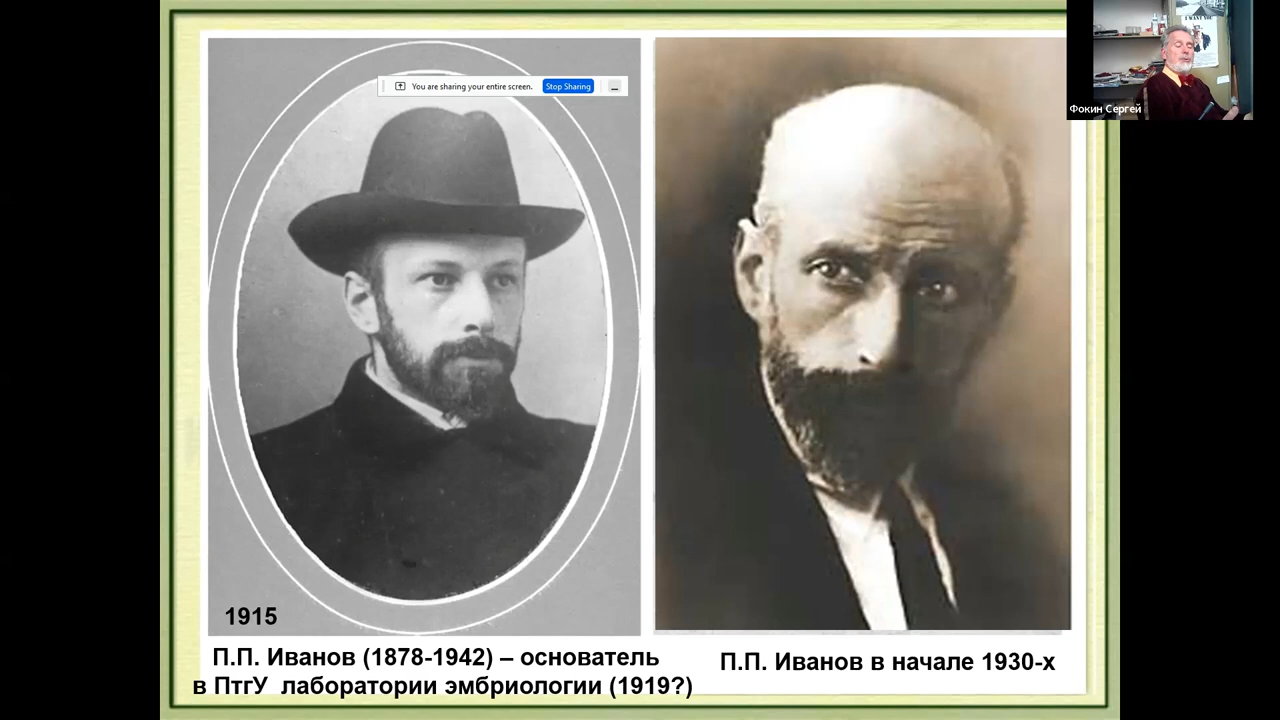 You are sharing your entire screen. Stop Sharing
Фокин Сергей
1915
П.П. Иванов (1878-1942) – основатель
в ПтгУ лаборатории эмбриологии (1919?)
П.П. Иванов в начале 1930-х